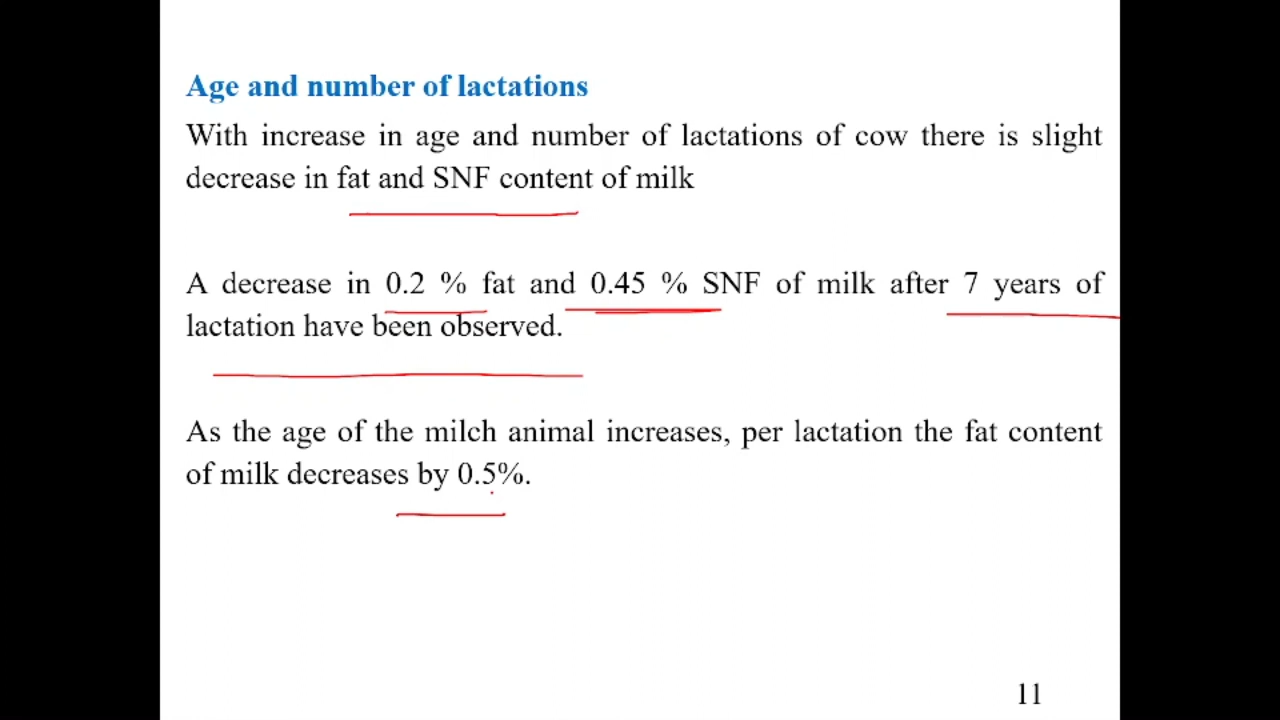 Age and number of lactations
With increase in age and number of lactations of cow there is slight
decrease in fat and SNF content of milk
A decrease in 0.2 % fat and 0.45 % SNF of milk after 7 years of
lactation have been observed.
As the age of the milch animal increases, per lactation the fat content
of milk decreases by 0.5%.
11